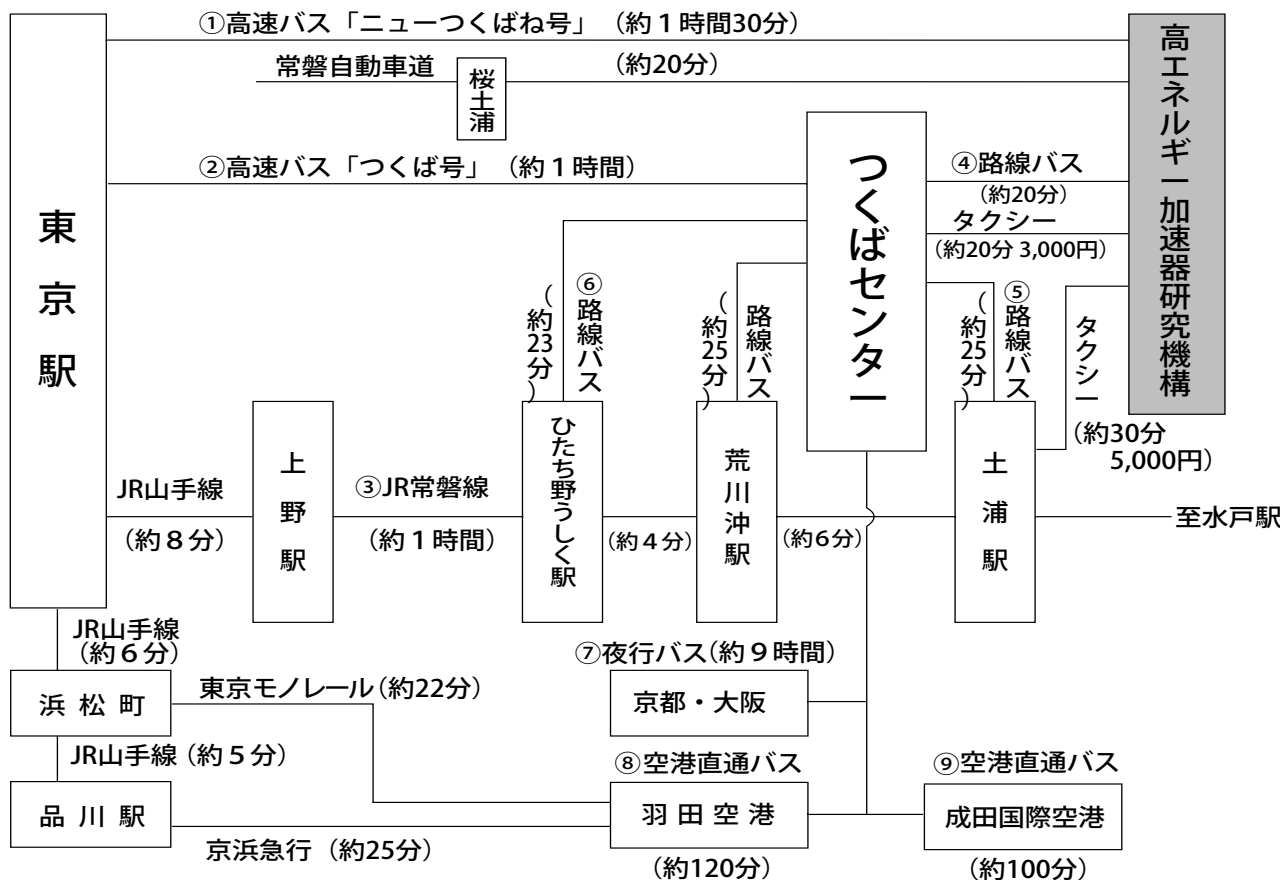 ①高速バス「ニューつくばね号」（約１時間30分）
常磐自動車道
桜土浦
（約20分）
高エネルギー加速器研究機構
②高速バス「つくば号」（約１時間）
つくばセンター
④路線バス
（約20分）
タクシー
（約20分 3,000円）
東京駅
⑥路線バス
（約23分）
路線バス
（約25分）
⑤路線バス
（約25分）
タクシー
（約30分
5,000円）
JR山手線
（約８分）
上野駅
③JR常磐線
（約１時間）
ひたち野うしく駅
（約４分）
荒川沖駅
（約６分）
土浦駅
至水戸駅
JR山手線
（約６分）
浜松町
東京モノレール（約22分）
JR山手線（約５分）
品川駅
京浜急行（約25分）
⑦夜行バス（約９時間）
京都・大阪
⑧空港直通バス
羽田空港
（約120分）
⑨空港直通バス
成田国際空港
（約100分）